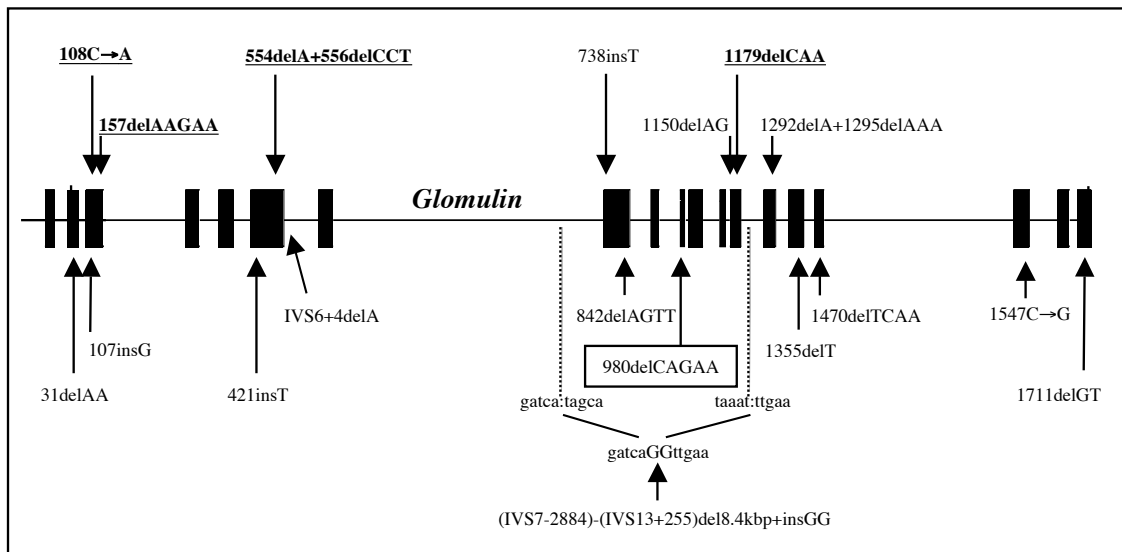 108C→A
554delA+556delCCT
738insT
1179delCAA
157delAAGAA
1150delAG
1292delA+1295delAAA
Glomulin
IVS6+4delA
842delAGTT
1470delTCAA
1547C→G
107insG
1355delT
980delCAGAA
31delAA
421insT
1711delGT
gatca:tagca
taaat:ttgaa
gatcaGGttgaa
(IVS7-2884)-(IVS13+255)del8.4kbp+insGG